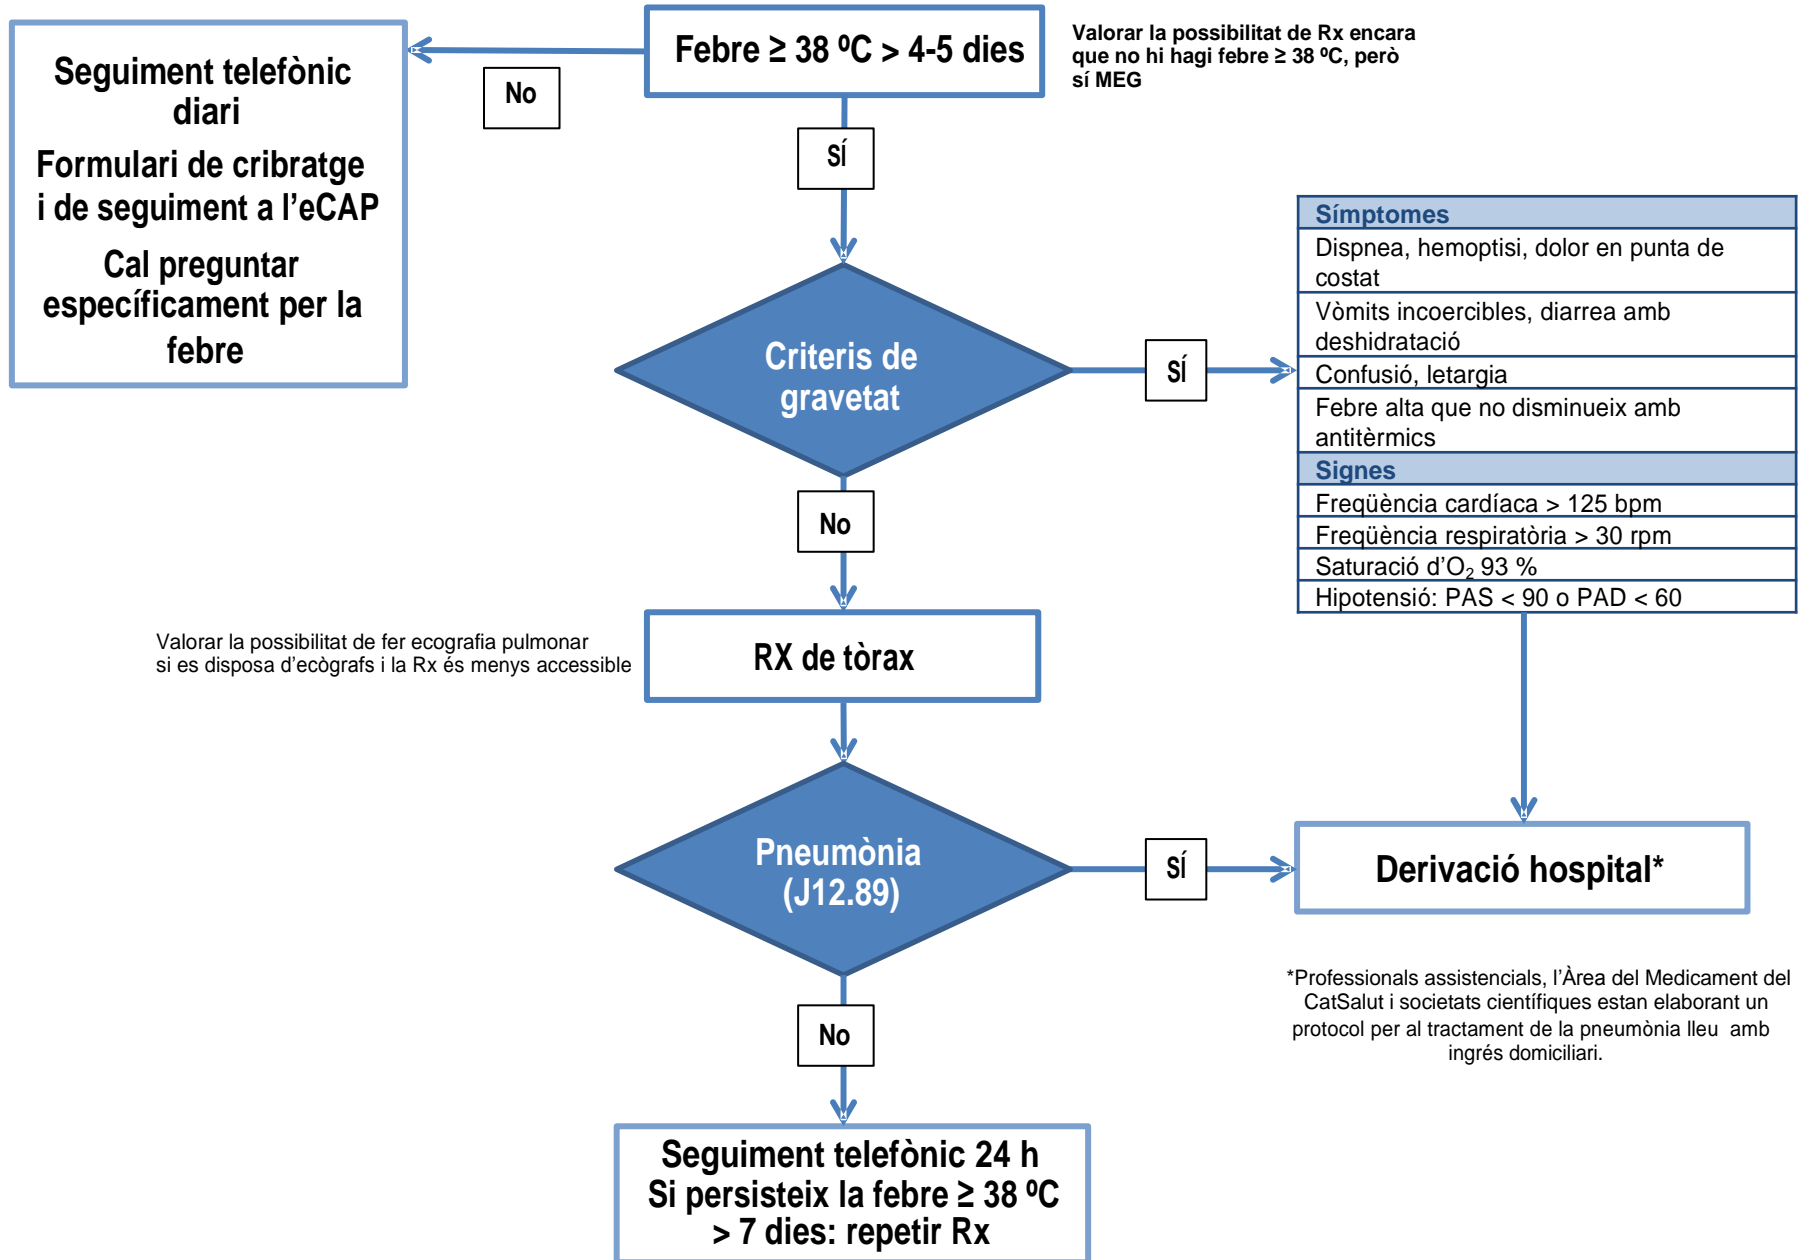 Febre ≥ 38 ºC > 4-5 dies
Valorar la possibilitat de Rx encara
que no hi hagi febre ≥ 38 ºC, però
sí MEG
No
Seguiment telefònic
diari
Formulari de cribratge
i de seguiment a l’eCAP
Cal preguntar
específicament per la
febre
SÍ
Criteris de
gravetat
SÍ
Símptomes
Dispnea, hemoptisi, dolor en punta de
costat
Vòmits incoercibles, diarrea amb
deshidratació
Confusió, letargia
Febre alta que no disminueix amb
antitèrmics
Signes
Freqüència cardíaca > 125 bpm
Freqüència respiratòria > 30 rpm
Saturació d’O₂ 93 %
Hipotensió: PAS < 90 o PAD < 60
No
Valorar la possibilitat de fer ecografia pulmonar
si es disposa d’ecògrafs i la Rx és menys accessible
RX de tòrax
Pneumònia
(J12.89)
SÍ
Derivació hospital*
*Professionals assistencials, l’Àrea del Medicament del
CatSalut i societats científiques estan elaborant un
protocol per al tractament de la pneumònia lleu amb
ingrés domiciliari.
No
Seguiment telefònic 24 h
Si persisteix la febre ≥ 38 ºC
> 7 dies: repetir Rx